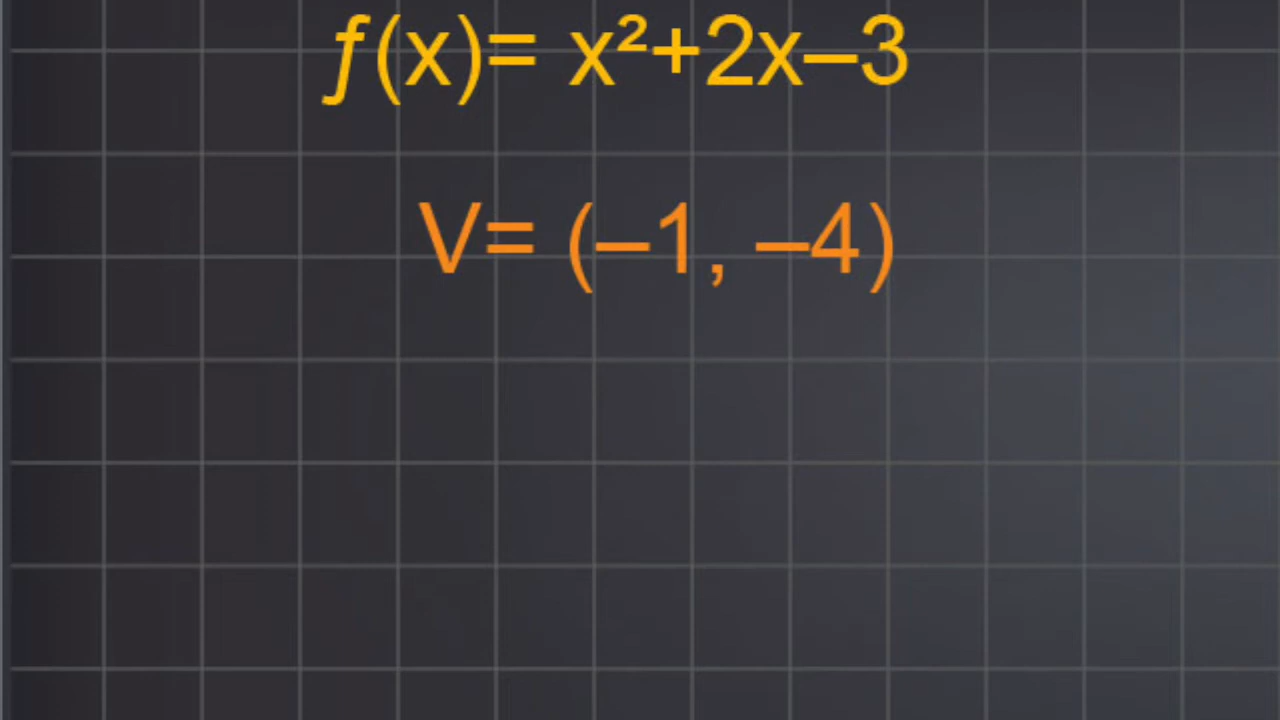 ƒ(x)= x²+2x–3
V= (–1, –4)